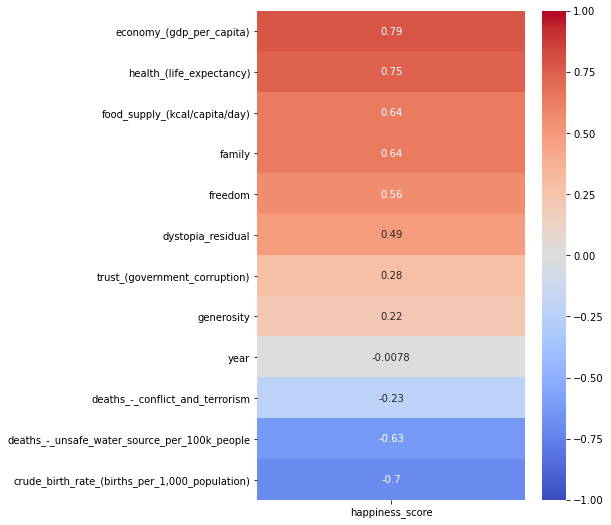 economy_(gdp_per_capita)
0.79
health_(life_expectancy)
0.75
food_supply_(kcal/capita/day)
0.64
family
0.64
freedom
0.56
dystopia_residual
0.49
trust_(government_corruption)
0.28
generosity
0.22
year
-0.0078
deaths_-_conflict_and_terrorism
-0.23
deaths_-_unsafe_water_source_per_100k_people
-0.63
crude_birth_rate_(births_per_1,000_population)
-0.7
happiness_score
1.00
0.75
0.50
0.25
0.00
−0.25
−0.50
−0.75
−1.00